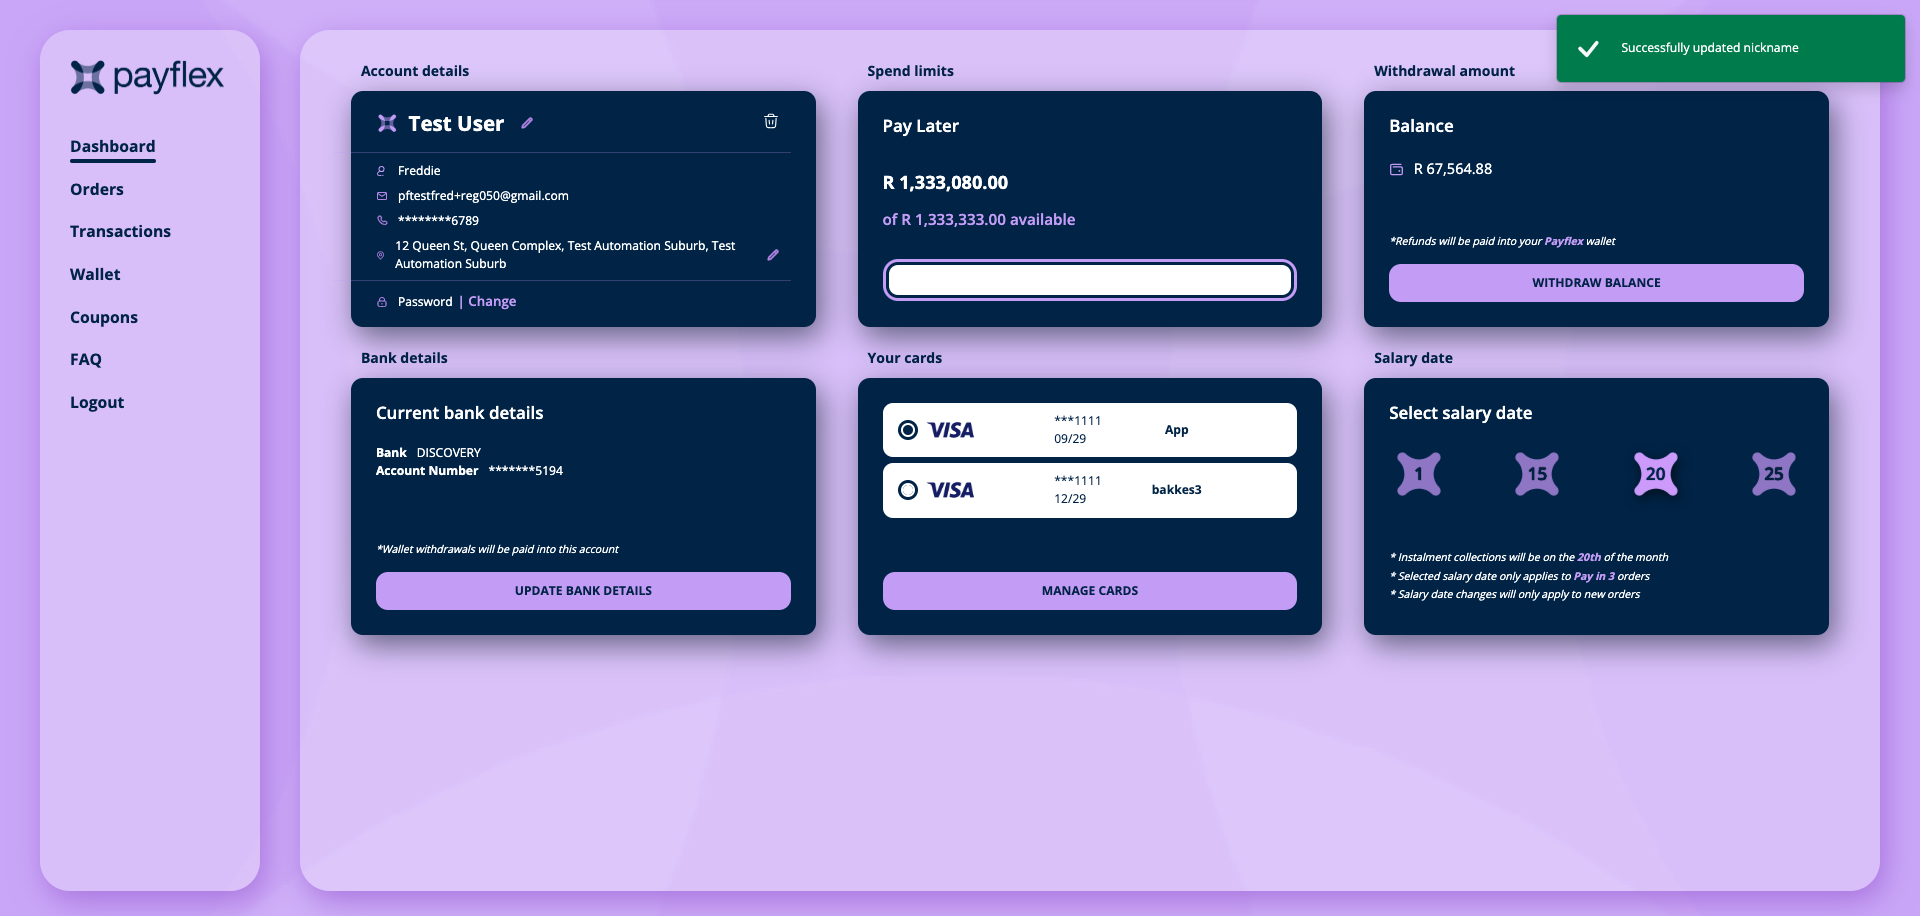 payflex
Dashboard
Orders
Transactions
Wallet
Coupons
FAQ
Logout
Successfully updated nickname
Account details
Test User
Freddie
pftestfred+reg050@gmail.com
********6789
12 Queen St, Queen Complex, Test Automation Suburb, Test
Automation Suburb
Password | Change
Spend limits
Pay Later
R 1,333,080.00
of R 1,333,333.00 available
Withdrawal amount
Balance
R 67,564.88
*Refunds will be paid into your Payflex wallet
WITHDRAW BALANCE
Bank details
Current bank details
Bank DISCOVERY
Account Number *******5194
*Wallet withdrawals will be paid into this account
UPDATE BANK DETAILS
Your cards
VISA
***1111
09/29
App
VISA
***1111
12/29
bakkes3
MANAGE CARDS
Salary date
Select salary date
1 15 20 25
* Instalment collections will be on the 20th of the month
* Selected salary date only applies to Pay in 3 orders
* Salary date changes will only apply to new orders